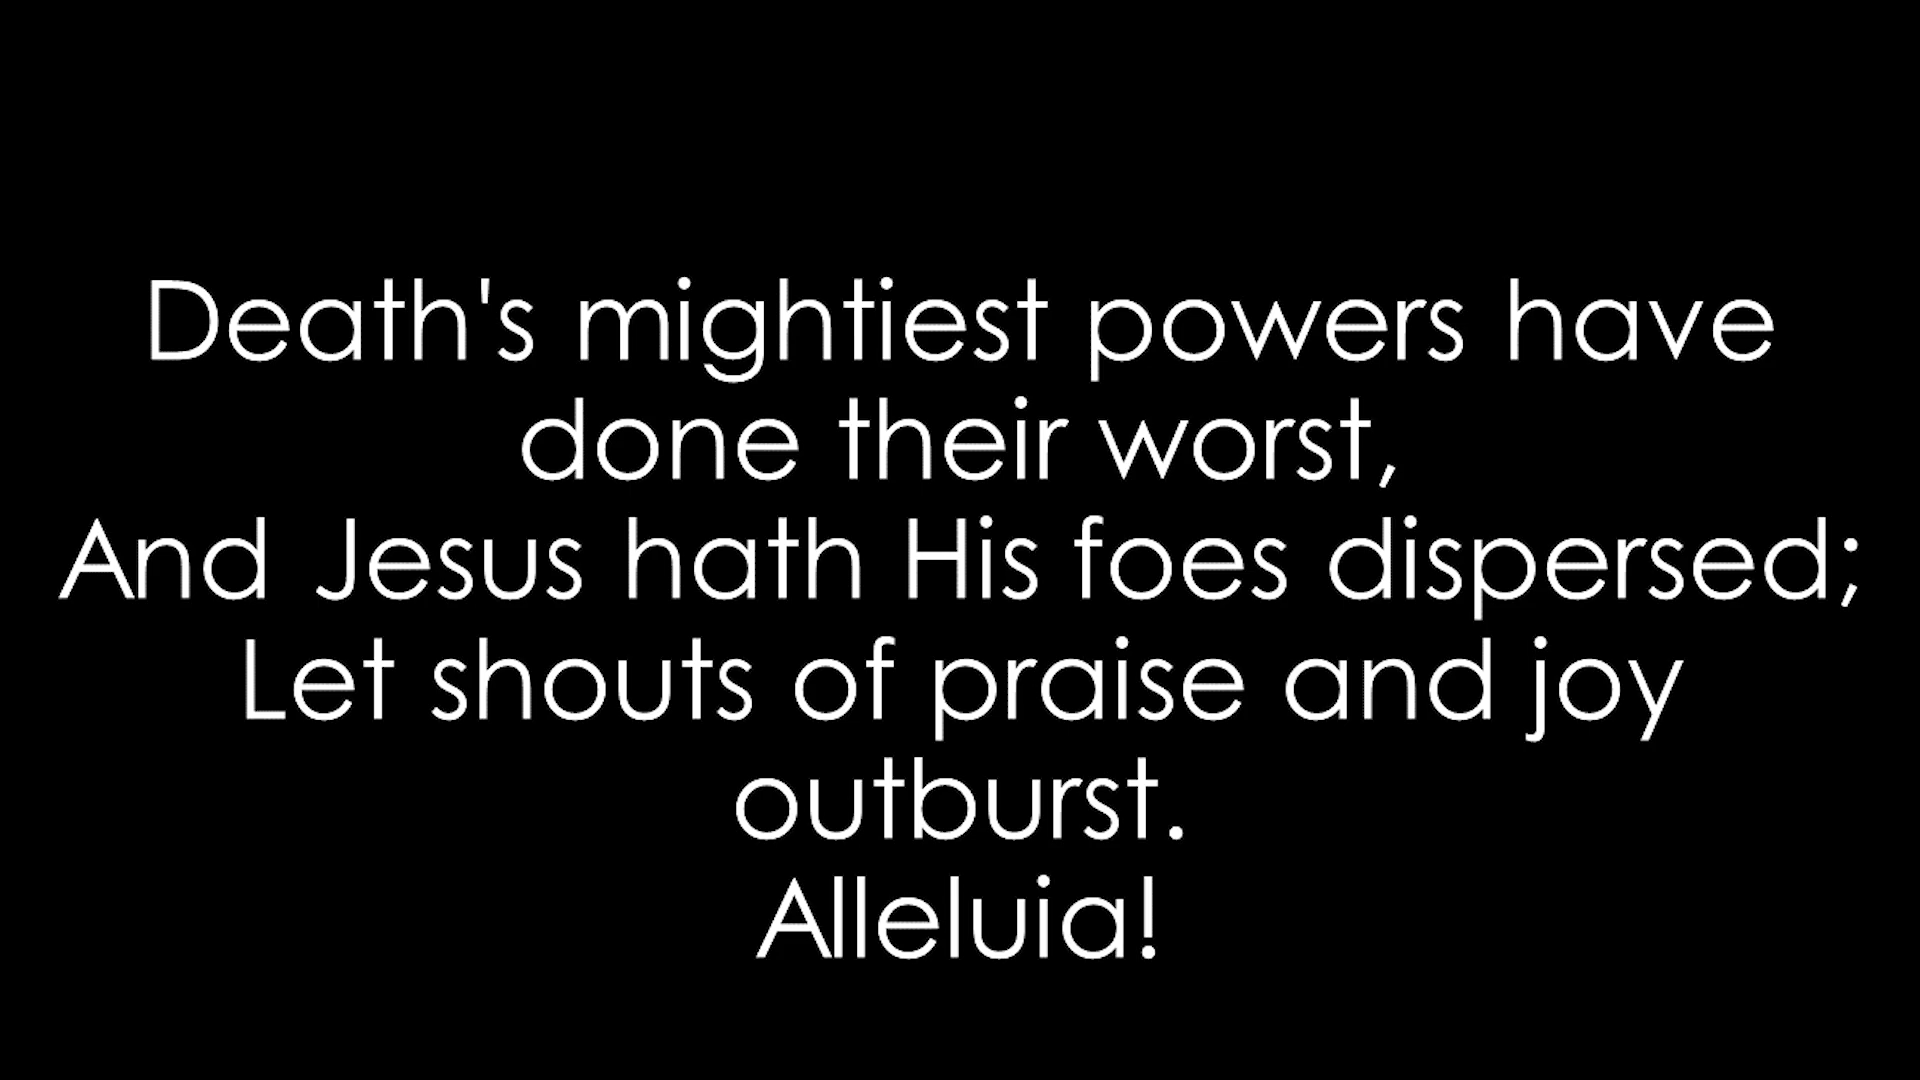 Death's mightiest powers have
done their worst,
And Jesus hath His foes dispersed;
Let shouts of praise and joy
outburst.
Alleluia!